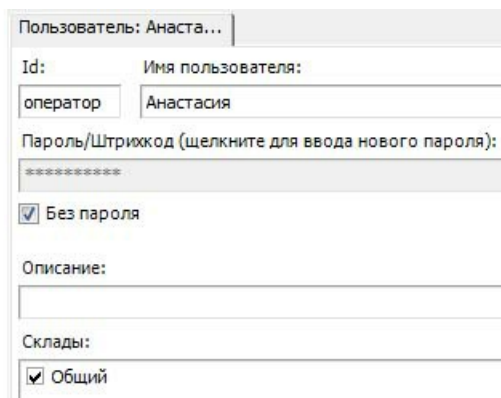 Пользователь: Анаста...
Id: Имя пользователя:
оператор Анастасия
Пароль/Штрихкод (щелкните для ввода нового пароля):
**********
Без пароля
Описание:
Склады:
Общий